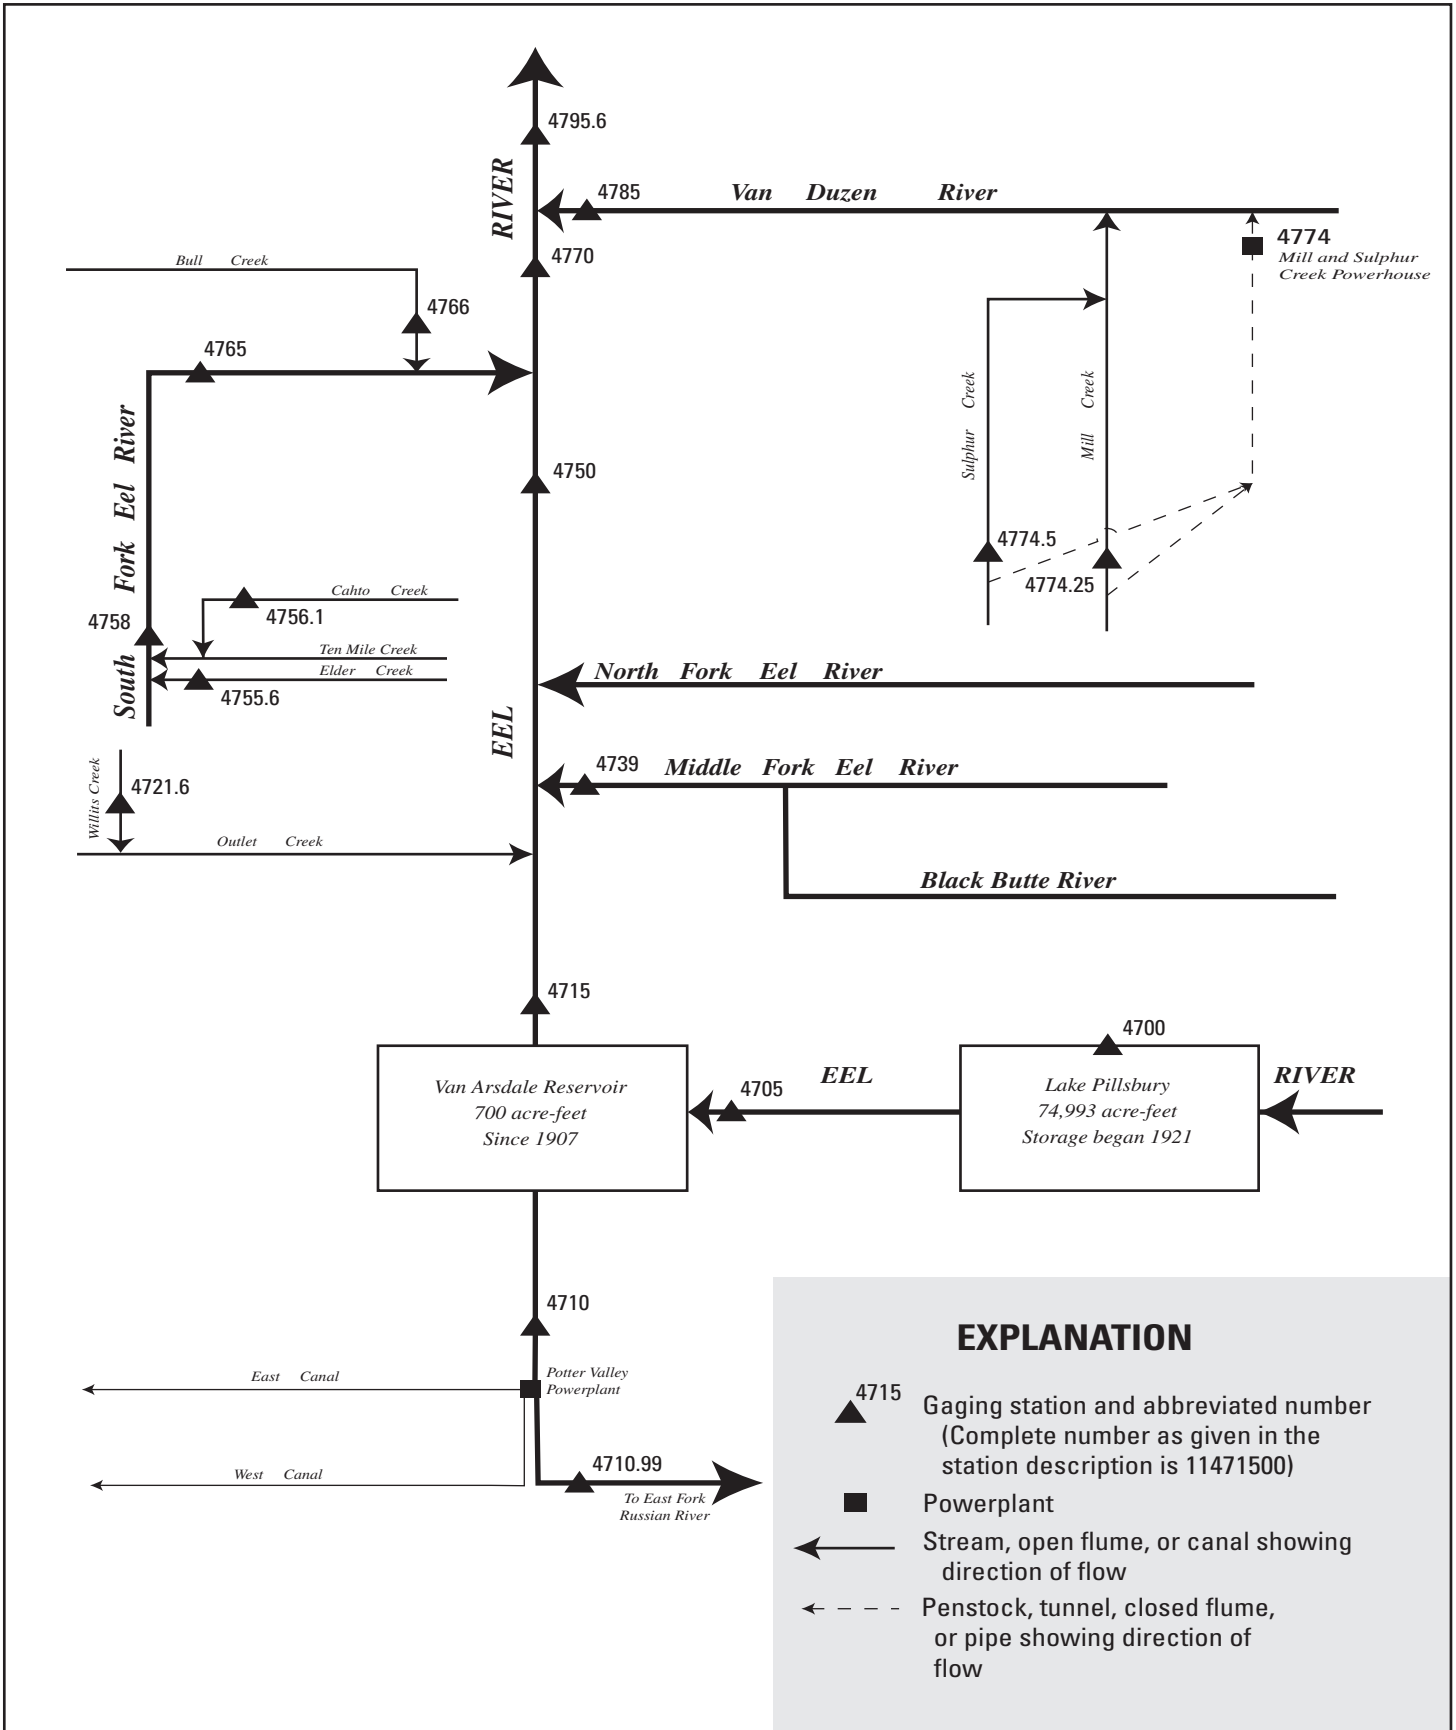 4795.6
RIVER
4785
Van Duzen River
4770
4774
Mill and Sulphur
Creek Powerhouse
Bull Creek
4766
4765
South Fork Eel River
4750
Sulphur Creek
Mill Creek
4774.5
4774.25
Cahto Creek
4756.1
4758
Ten Mile Creek
Elder Creek
4755.6
North Fork Eel River
EEL
4739
Middle Fork Eel River
Willits Creek
4721.6
Outlet Creek
Black Butte River
4715
4700
Van Arsdale Reservoir
700 acre-feet
Since 1907
4705
EEL
Lake Pillsbury
74,993 acre-feet
Storage began 1921
RIVER
4710
East Canal
Potter Valley
Powerplant
West Canal
4710.99
To East Fork
Russian River
EXPLANATION
4715
Gaging station and abbreviated number
(Complete number as given in the
station description is 11471500)
Powerplant
Stream, open flume, or canal showing
direction of flow
Penstock, tunnel, closed flume,
or pipe showing direction of
flow